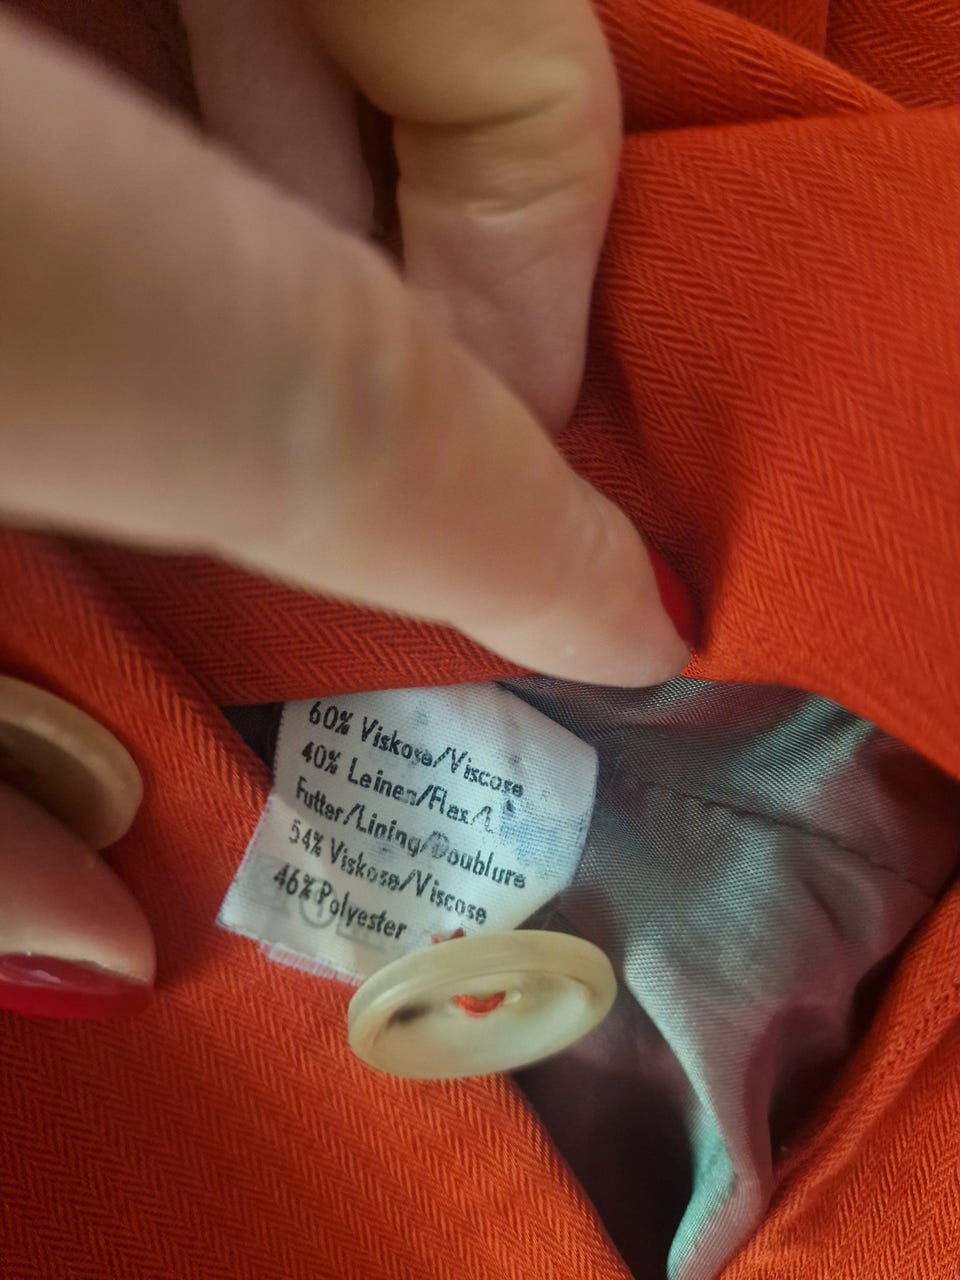 60% Viskose/Viscose
40% Leinen/Flax/L
Futter/Lining/Doublure
54% Viskose/Viscose
46% Polyester